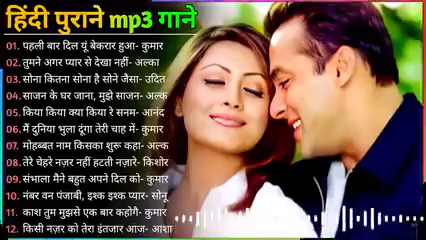 हिंदी पुराने mp3 गाने
01. पहली बार दिल यूं बेकरार हुआ- कुमार
02. तुमने अगर प्यार से देखा नहीं- अल्का
03. सोना कितना सोना है सोने जैसा- उदित
04. साजन के घर जाना, मुझे साजन- अल्क
05. किया किया क्या किया रे सनम- आनंद
06. मैं दुनिया भुला दूंगा तेरी चाह में- कुमार
07. मोहब्बत नाम किसका शुरू कहा- अल्क
08. तेरे चेहरे नज़र नहीं हटती नज़ारे- किशोर
09. संभाला मैने बहुत अपने दिल को- कुमार
10. नंबर वन पंजाबी, इश्क इश्क प्यार- सोनू
11. काश तुम मुझसे एक बार कहोगे- कुमार
12. किसी नज़र को तेरा इंतजार आज- आशा